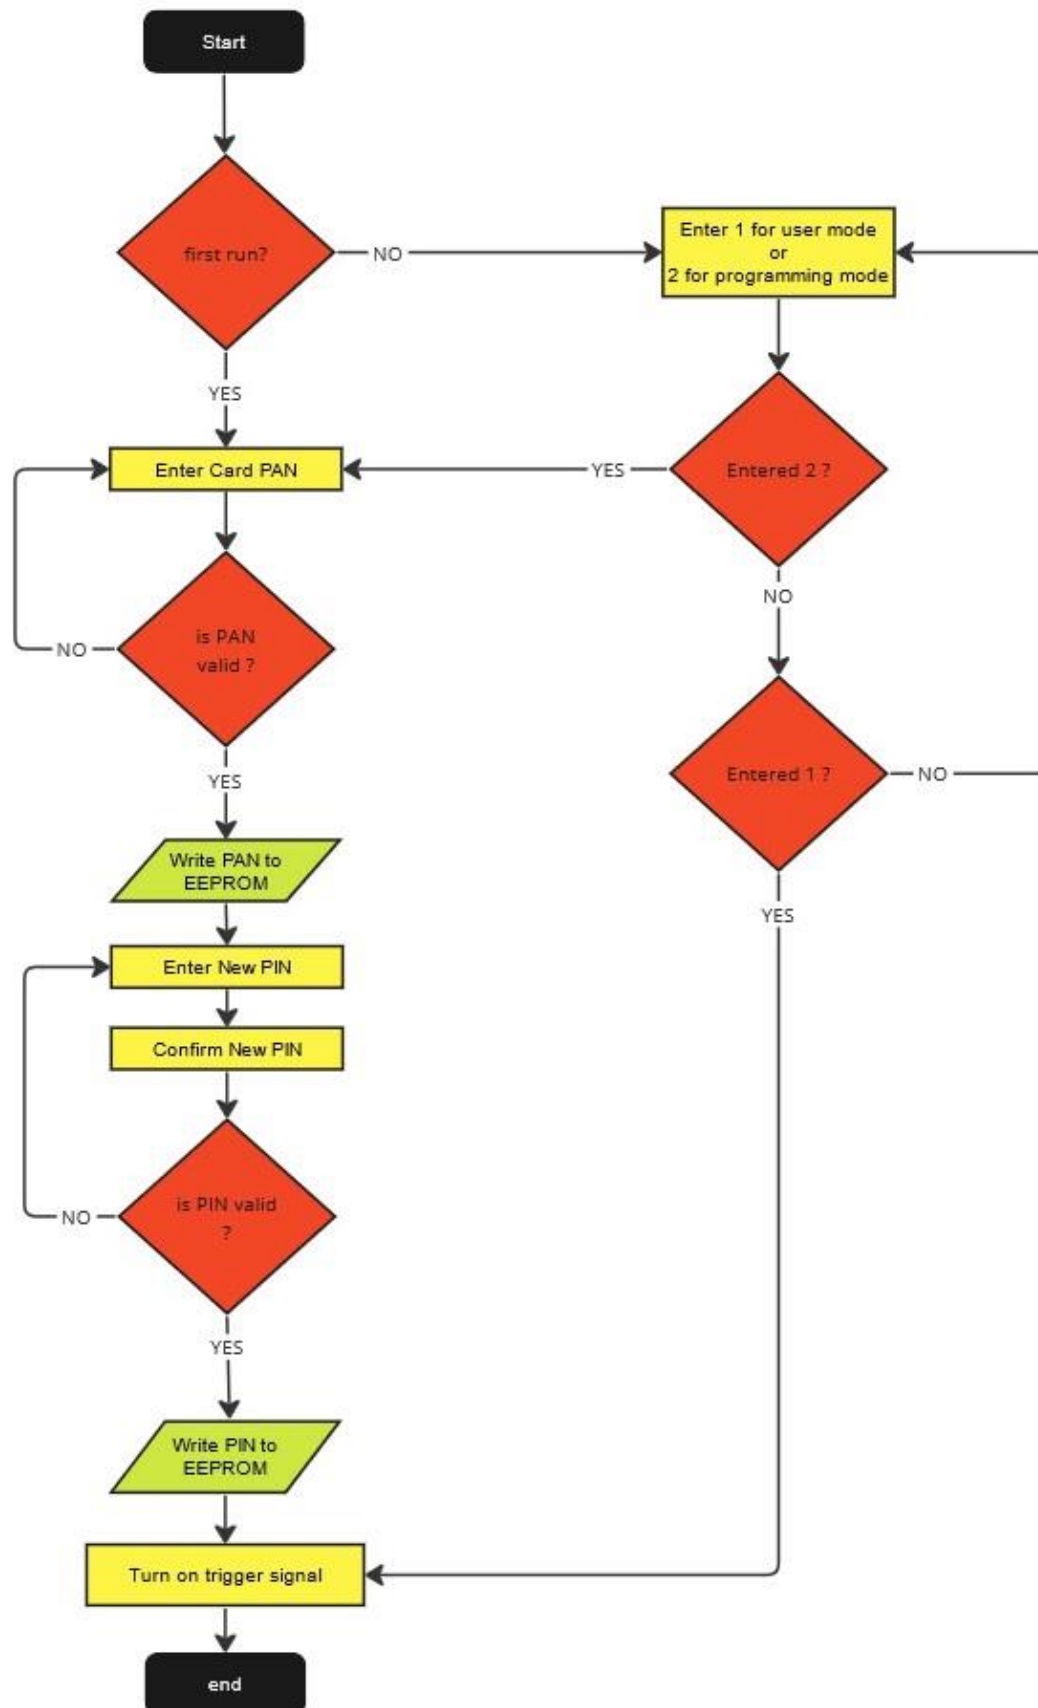 Start
first run?
NO
Enter 1 for user mode
or
2 for programming mode
YES
Enter Card PAN
YES
Entered 2 ?
NO
is PAN
valid ?
NO
YES
Entered 1 ?
NO
Write PAN to
EEPROM
YES
Enter New PIN
Confirm New PIN
is PIN valid
?
NO
YES
Write PIN to
EEPROM
Turn on trigger signal
end